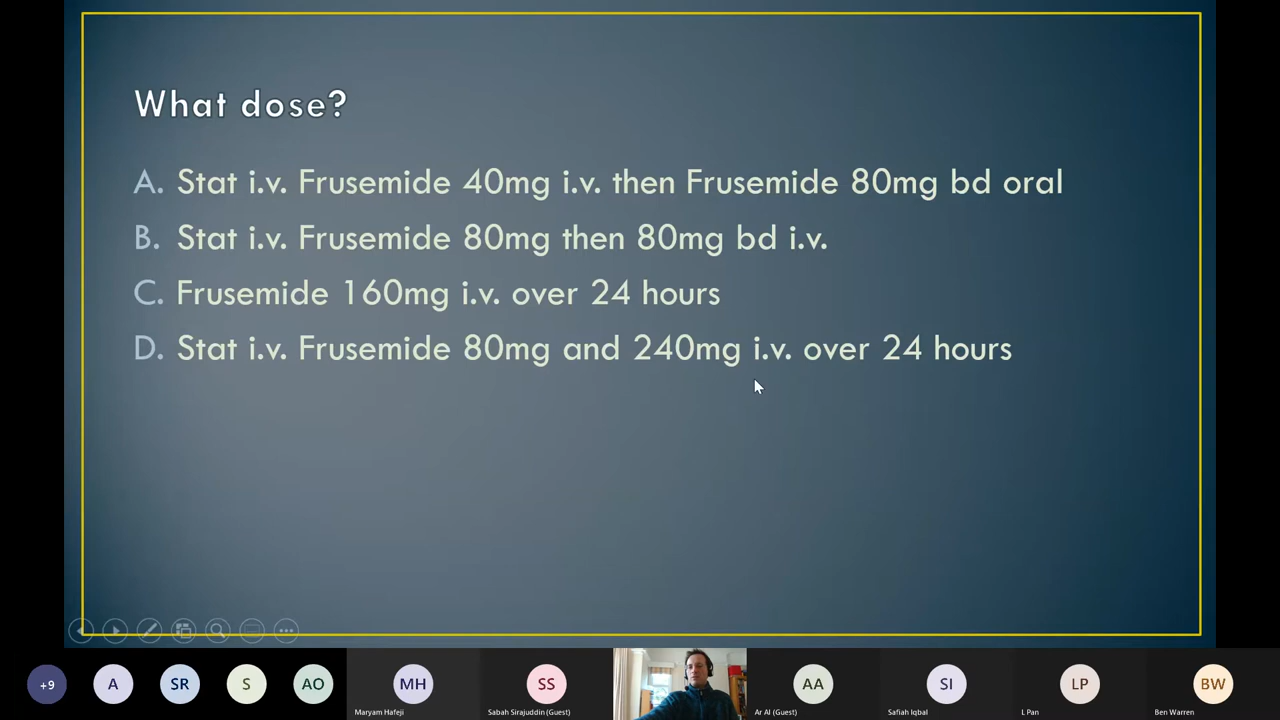 What dose?
A. Stat i.v. Frusemide 40mg i.v. then Frusemide 80mg bd oral
B. Stat i.v. Frusemide 80mg then 80mg bd i.v.
C. Frusemide 160mg i.v. over 24 hours
D. Stat i.v. Frusemide 80mg and 240mg i.v. over 24 hours
+9 A SR S AO MH SS AA SI LP BW
Maryam Hafeji Sabah Sirajuddin (Guest) Ar Al (Guest) Safiah Iqbal L Pan Ben Warren